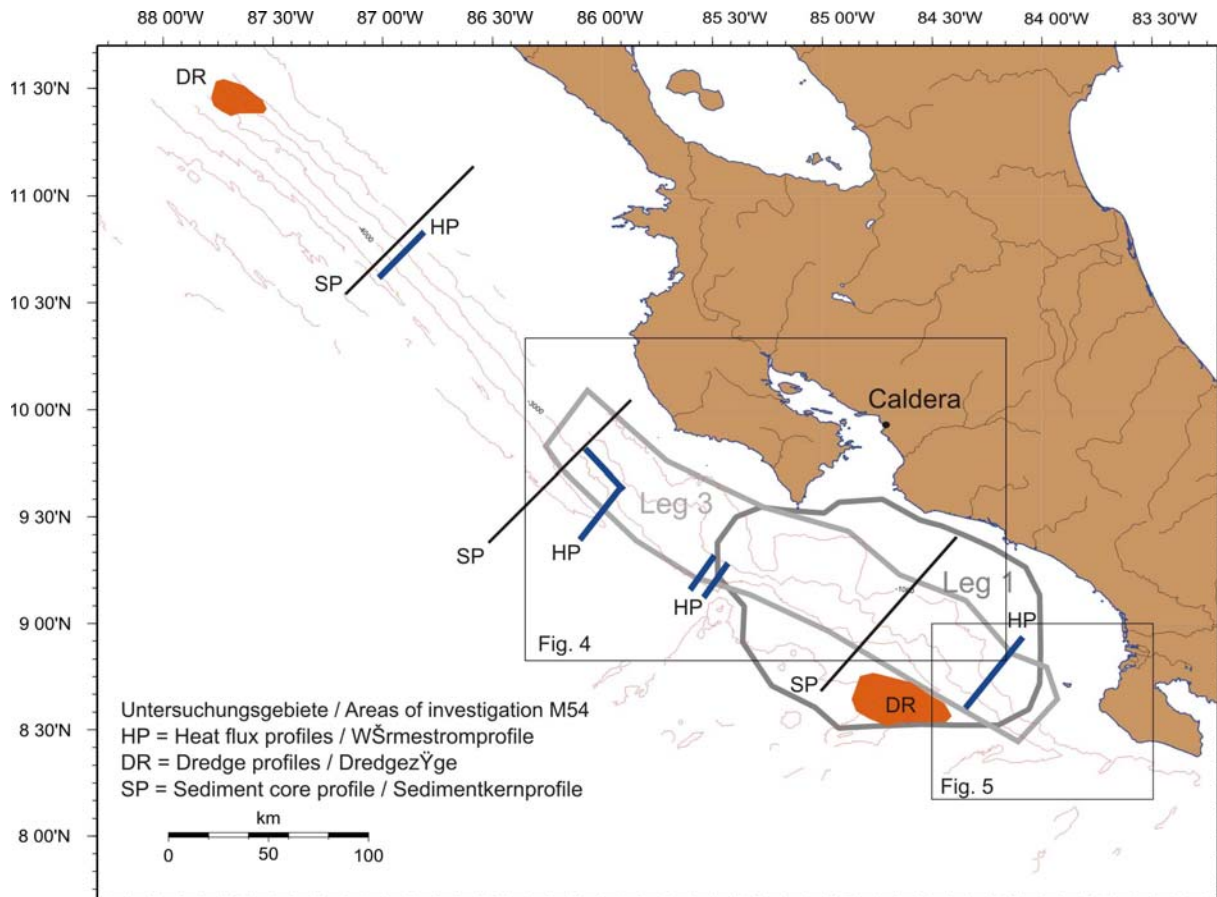 88 00'W 87 30'W 87 00'W 86 30'W 86 00'W 85 30'W 85 00'W 84 30'W 84 00'W 83 30'W
DR
11 30'N
11 00'N
HP
-4000
SP
10 30'N
10 00'N
-3000
Caldera
Leg 3
9 30'N
SP
HP
Leg 1
-1000
HP
HP
9 00'N
Fig. 4
SP
DR
8 30'N
Untersuchungsgebiete / Areas of investigation M54
HP = Heat flux profiles / WŠrmestromprofile
DR = Dredge profiles / DredgezŸge
SP = Sediment core profile / Sedimentkernprofile
Fig. 5
8 00'N
km
0 50 100